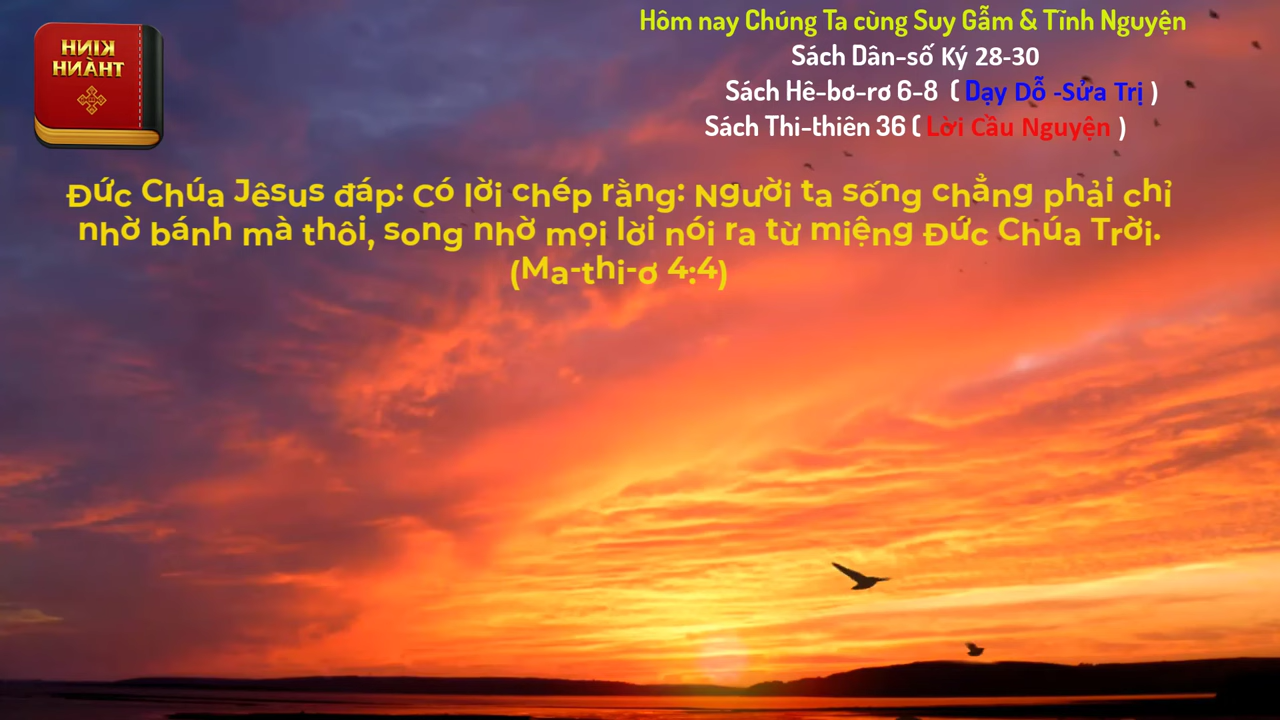 KINH
THÀNH
Hôm nay Chúng Ta cùng Suy Gẫm & Tĩnh Nguyện
Sách Dân-số Ký 28-30
Sách Hê-bơ-rơ 6-8 ( Dạy Dỗ -Sửa Trị )
Sách Thi-thiên 36 ( Lời Cầu Nguyện )
Đức Chúa Jêsus đáp: Có lời chép rằng: Người ta sống chẳng phải chỉ
nhờ bánh mà thôi, song nhờ mọi lời nói ra từ miệng Đức Chúa Trời.
(Ma-thi-ơ 4:4)